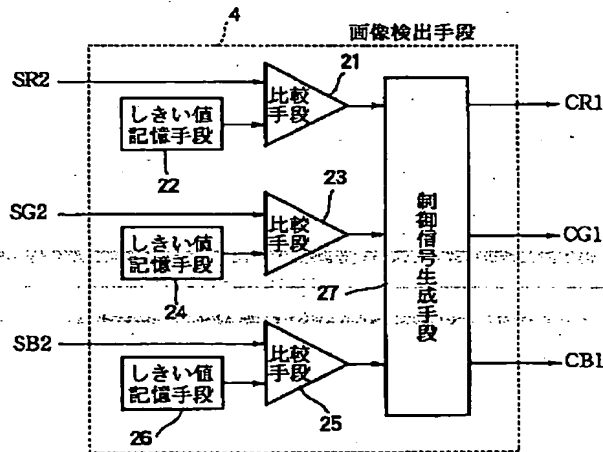 4
画像検出手段
SR2
21
比較
手段
しきい値
記憶手段
22
CR1
SG2
23
比較
手段
しきい値
記憶手段
24
制御信号生成手段
27
CG1
SB2
比較
手段
しきい値
記憶手段
26
25
CB1